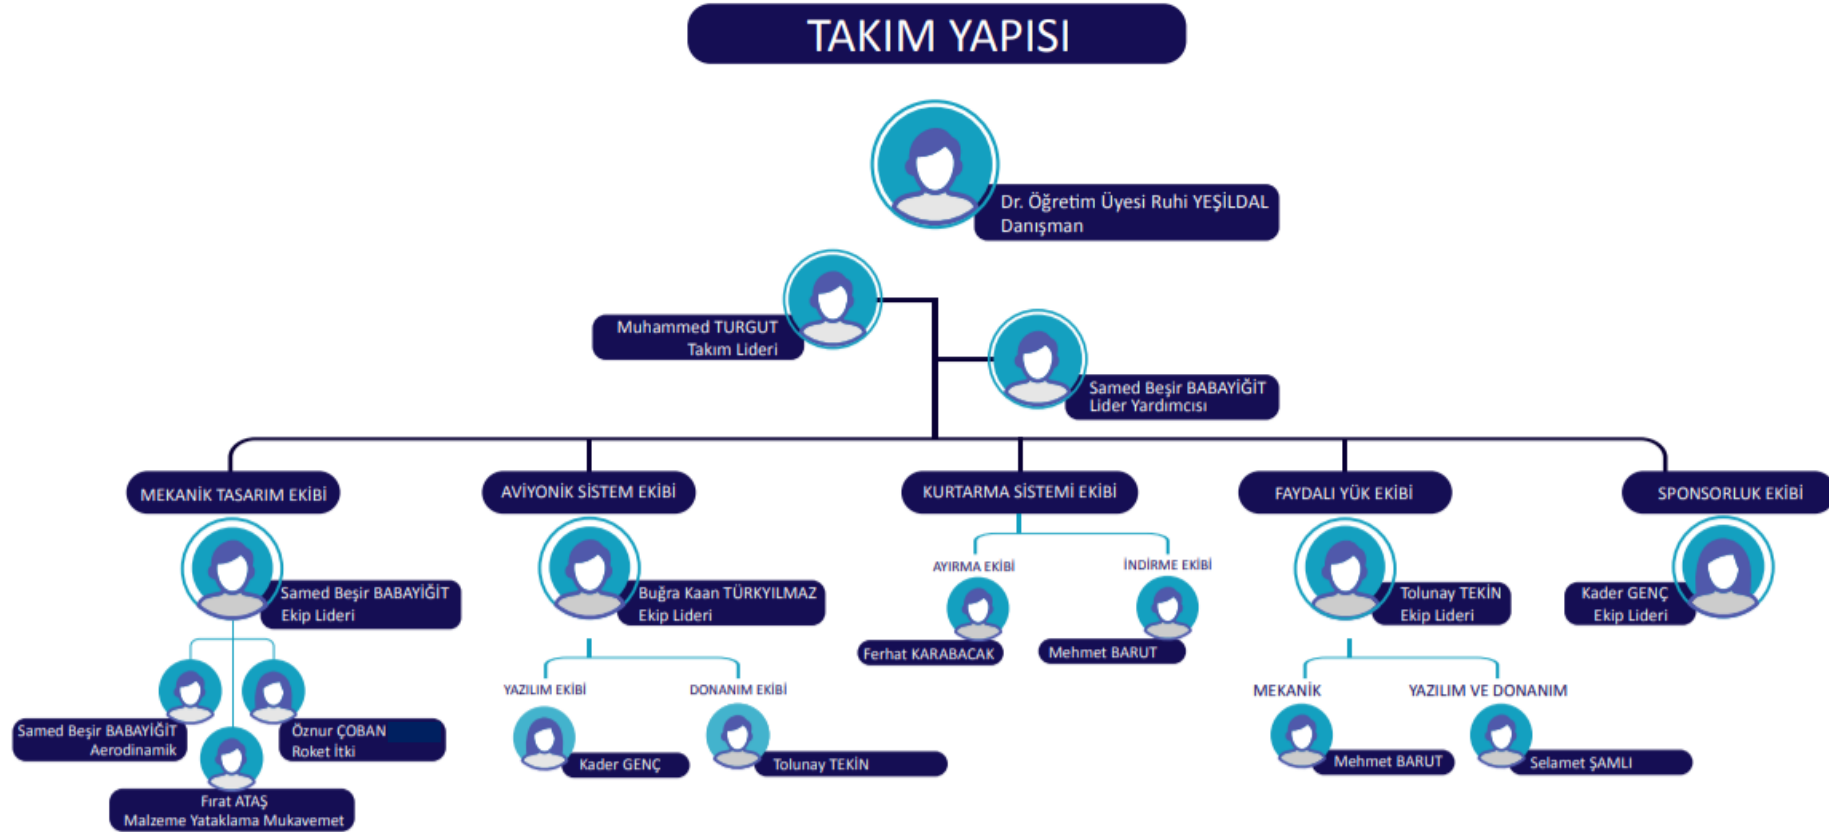 TAKIM YAPISI
Dr. Öğretim Üyesi Ruhi YEŞİLDAL
Danışman
Muhammed TURGUT
Takım Lideri
Samed Beşir BABAYİĞİT
Lider Yardımcısı
MEKANİK TASARIM EKİBİ
Samed Beşir BABAYİĞİT
Ekip Lideri
Samed Beşir BABAYİĞİT
Aerodinamik
Öznur ÇOBAN
Roket İtki
Fırat ATAŞ
Malzeme Yataklama Mukavemet
AVİYONİK SİSTEM EKİBİ
Buğra Kaan TÜRKYILMAZ
Ekip Lideri
YAZILIM EKİBİ
Kader GENÇ
DONANIM EKİBİ
Tolunay TEKİN
KURTARMA SİSTEMİ EKİBİ
AYIRMA EKİBİ
Ferhat KARABACAK
İNDİRME EKİBİ
Mehmet BARUT
FAYDALI YÜK EKİBİ
Tolunay TEKİN
Ekip Lideri
MEKANİK
Mehmet BARUT
YAZILIM VE DONANIM
Selamet ŞAMLI
SPONSORLUK EKİBİ
Kader GENÇ
Ekip Lideri